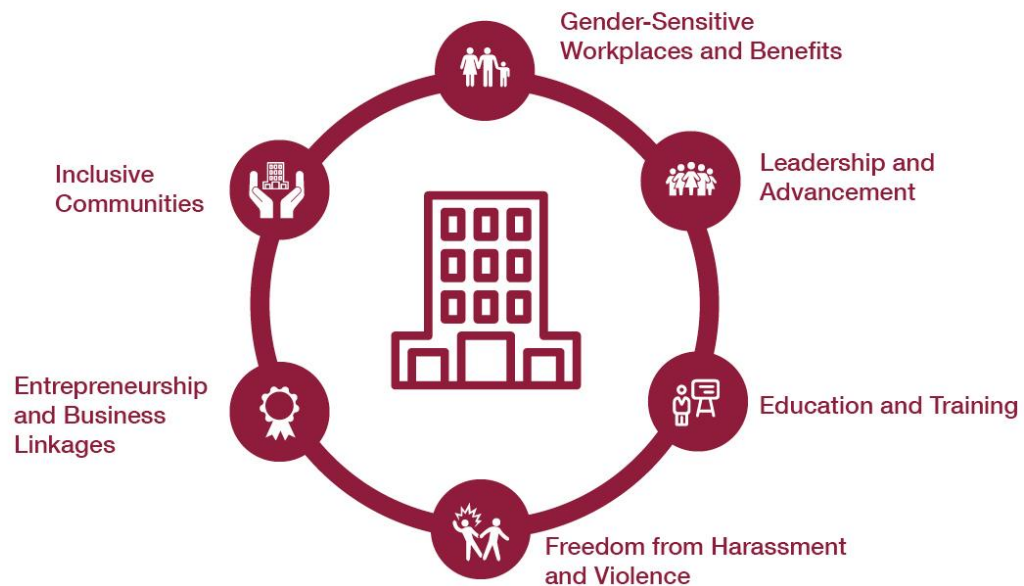 Gender-Sensitive
Workplaces and Benefits
Leadership and
Advancement
Education and Training
Freedom from Harassment
and Violence
Entrepreneurship
and Business
Linkages
Inclusive
Communities